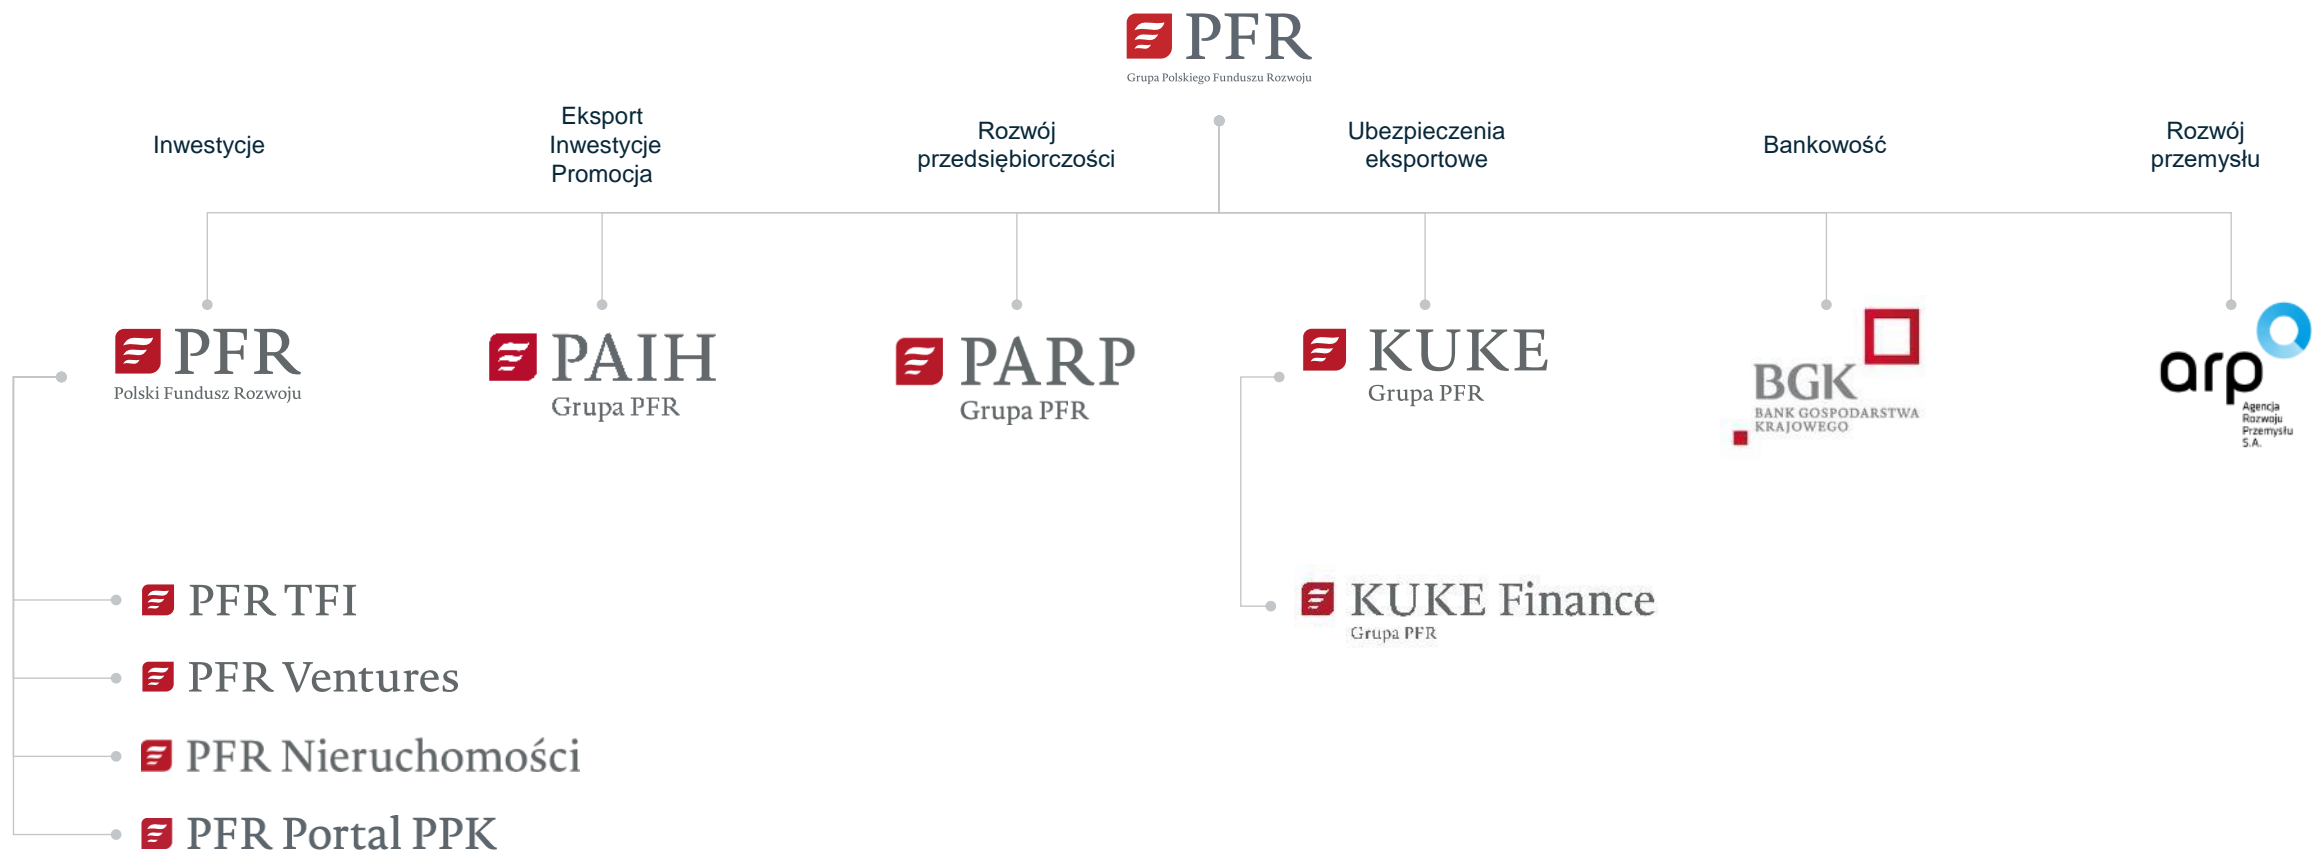 PFR
Grupa Polskiego Funduszu Rozwoju
Inwestycje
Eksport
Inwestycje
Promocja
Rozwój
przedsiębiorczości
Ubezpieczenia
eksportowe
Bankowość
Rozwój
przemysłu
PFR
Polski Fundusz Rozwoju
PAIH
Grupa PFR
PARP
Grupa PFR
KUKE
Grupa PFR
BGK
BANK GOSPODARSTWA
KRAJOWEGO
arp
Agencja
Rozwoju
Przemysłu
S.A.
PFR TFI
PFR Ventures
PFR Nieruchomości
PFR Portal PPK
KUKE Finance
Grupa PFR